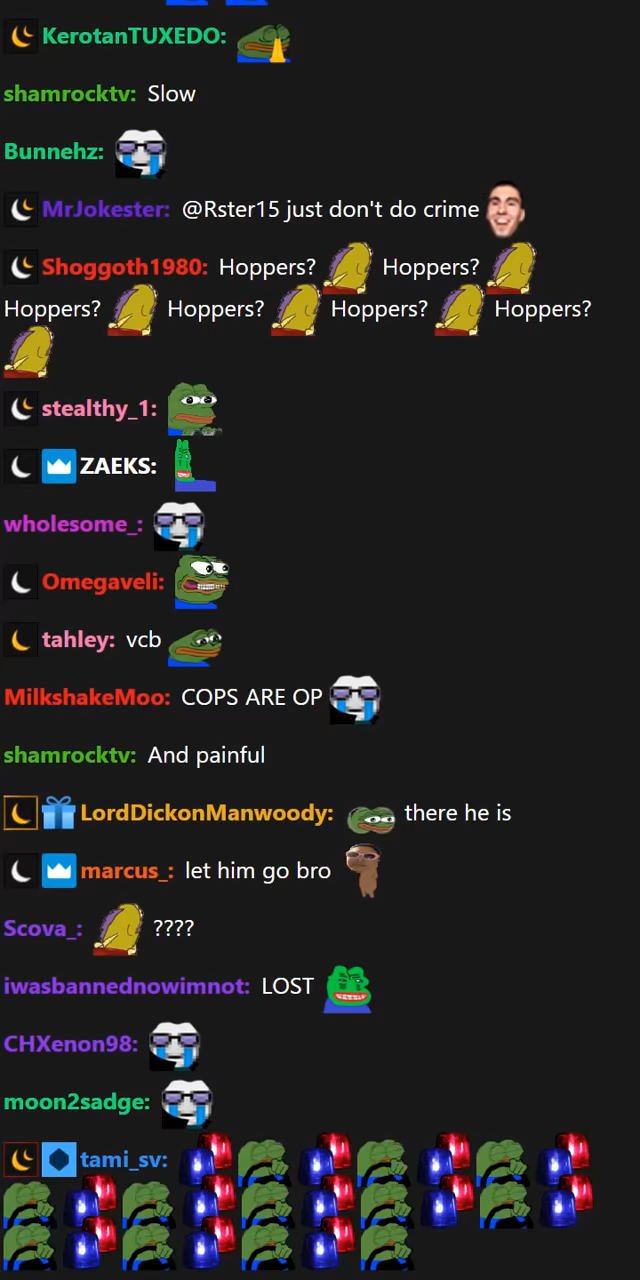 KerotanTUXEDO:
shamrocktv: Slow
Bunnehz:
MrJokester: @Rster15 just don't do crime
Shoggoth1980: Hoppers? Hoppers?
Hoppers? Hoppers? Hoppers? Hoppers?
stealthy_1:
ZAEKS:
wholesome_:
Omegaveli:
tahley: vcb
MilkshakeMoo: COPS ARE OP
shamrocktv: And painful
LordDickonManwoody: there he is
marcus_: let him go bro
Scova_: ????
iwasbannednowimnot: LOST
CHXenon98:
moon2sadge:
tami_sv: